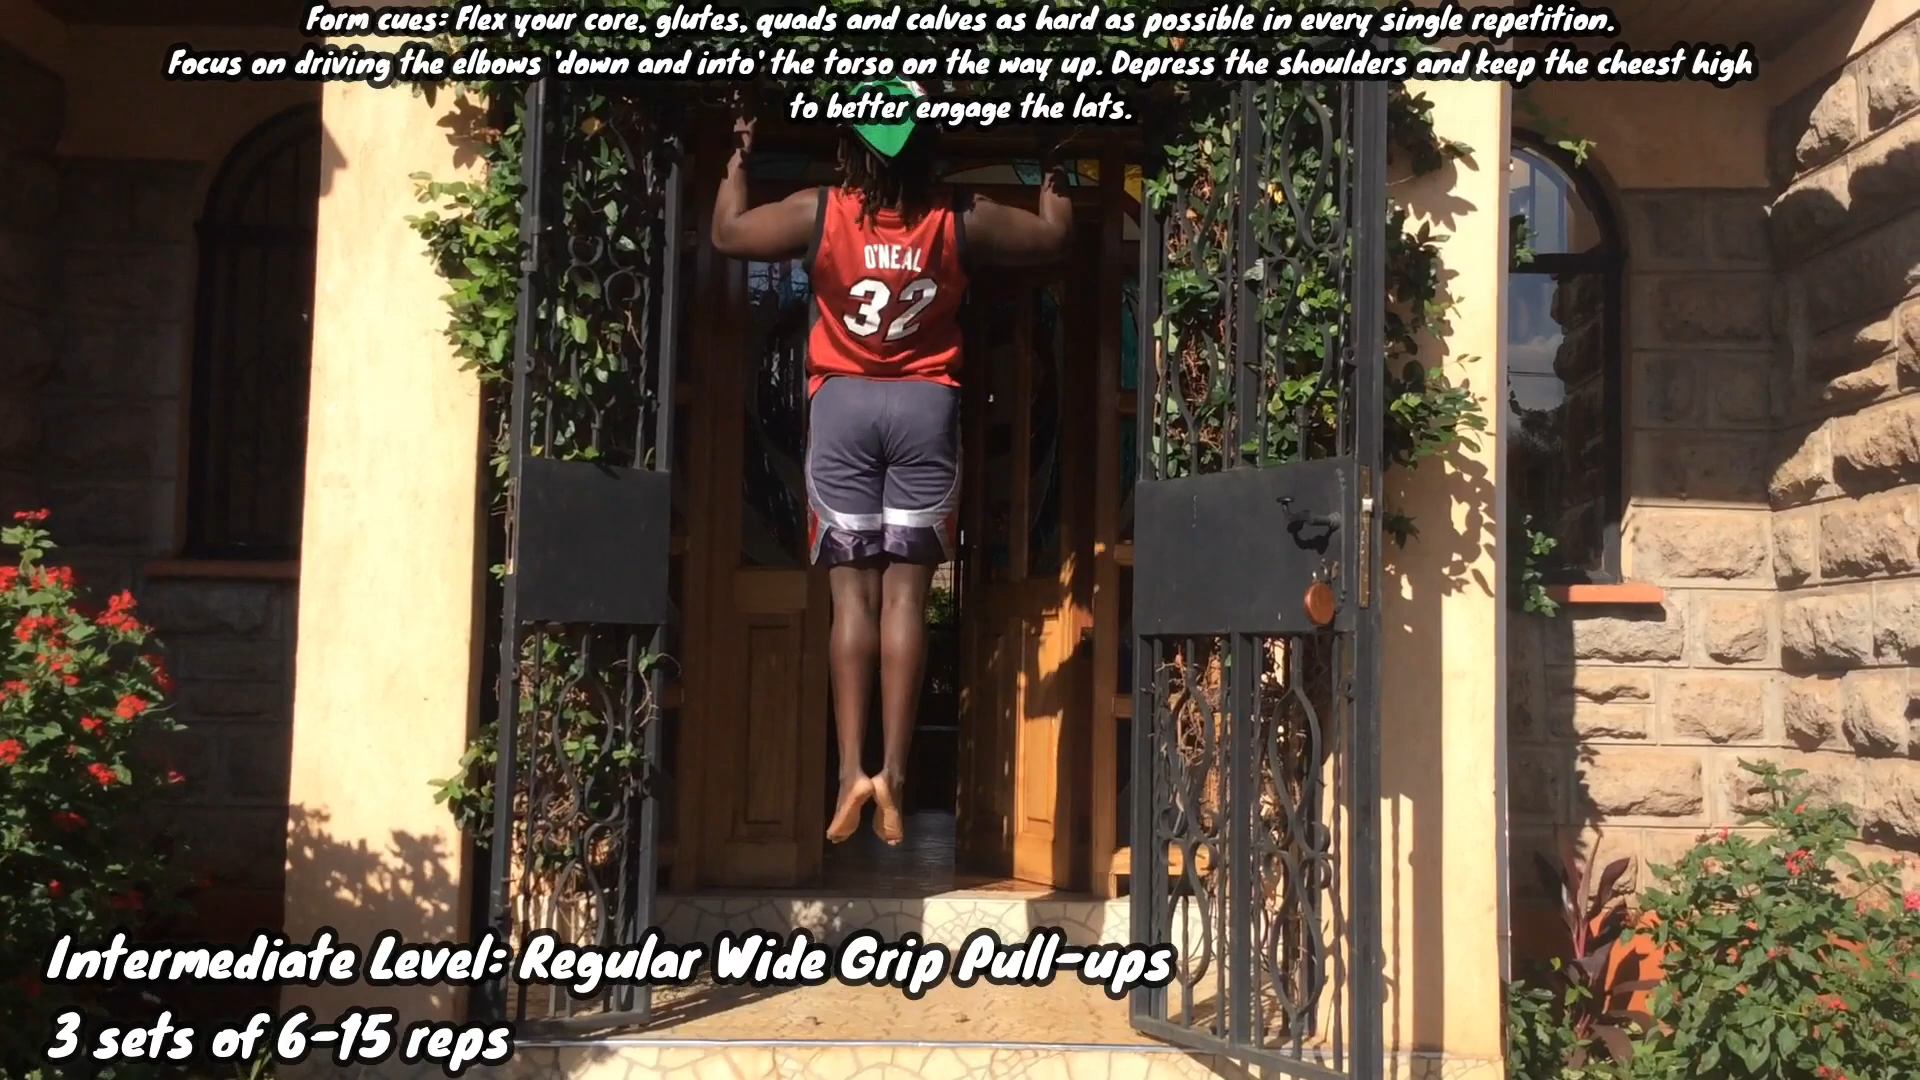 Form cues: Flex your core, glutes, quads and calves as hard as possible in every single repetition.
Focus on driving the elbows 'down and into' the torso on the way up. Depress the shoulders and keep the cheest high
to better engage the lats.
O'NEAL
32
Intermediate Level: Regular Wide Grip Pull-ups
3 sets of 6-15 reps